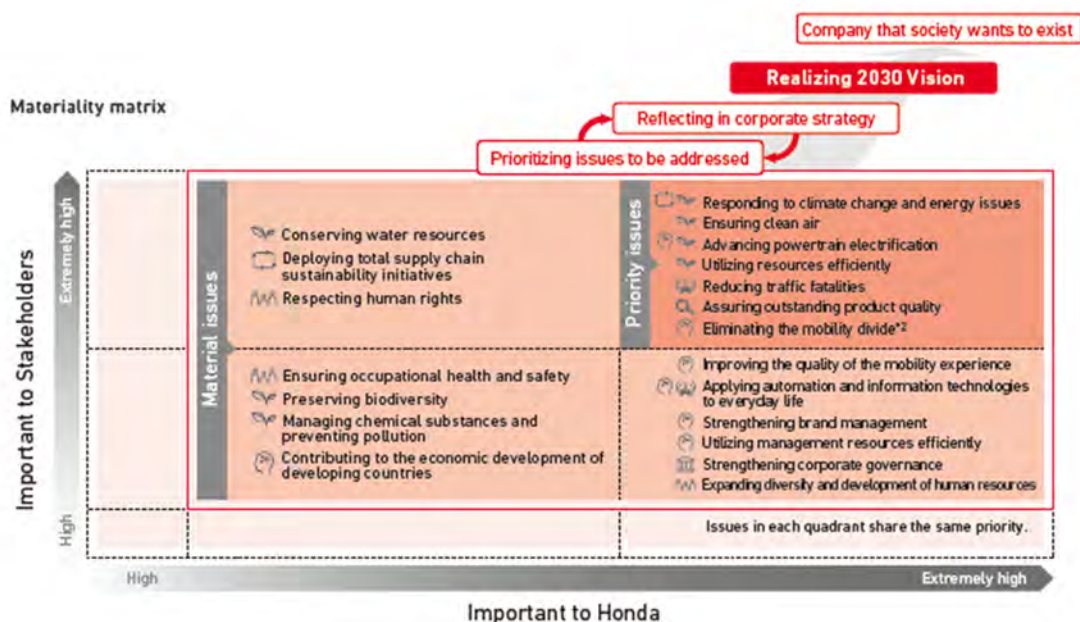 Company that society wants to exist
Realizing 2030 Vision
Materiality matrix
Reflecting in corporate strategy
Prioritizing issues to be addressed
Important to Stakeholders
Extremely high
High
Material issues
Conserving water resources
Deploying total supply chain
sustainability initiatives
Respecting human rights
Priority issues
Responding to climate change and energy issues
Ensuring clean air
Advancing powertrain electrification
Utilizing resources efficiently
Reducing traffic fatalities
Assuring outstanding product quality
Eliminating the mobility divide*2
Ensuring occupational health and safety
Preserving biodiversity
Managing chemical substances and
preventing pollution
Contributing to the economic development of
developing countries
Improving the quality of the mobility experience
Applying automation and information technologies
to everyday life
Strengthening brand management
Utilizing management resources efficiently
Strengthening corporate governance
Expanding diversity and development of human resources
Issues in each quadrant share the same priority.
High
Extremely high
Important to Honda